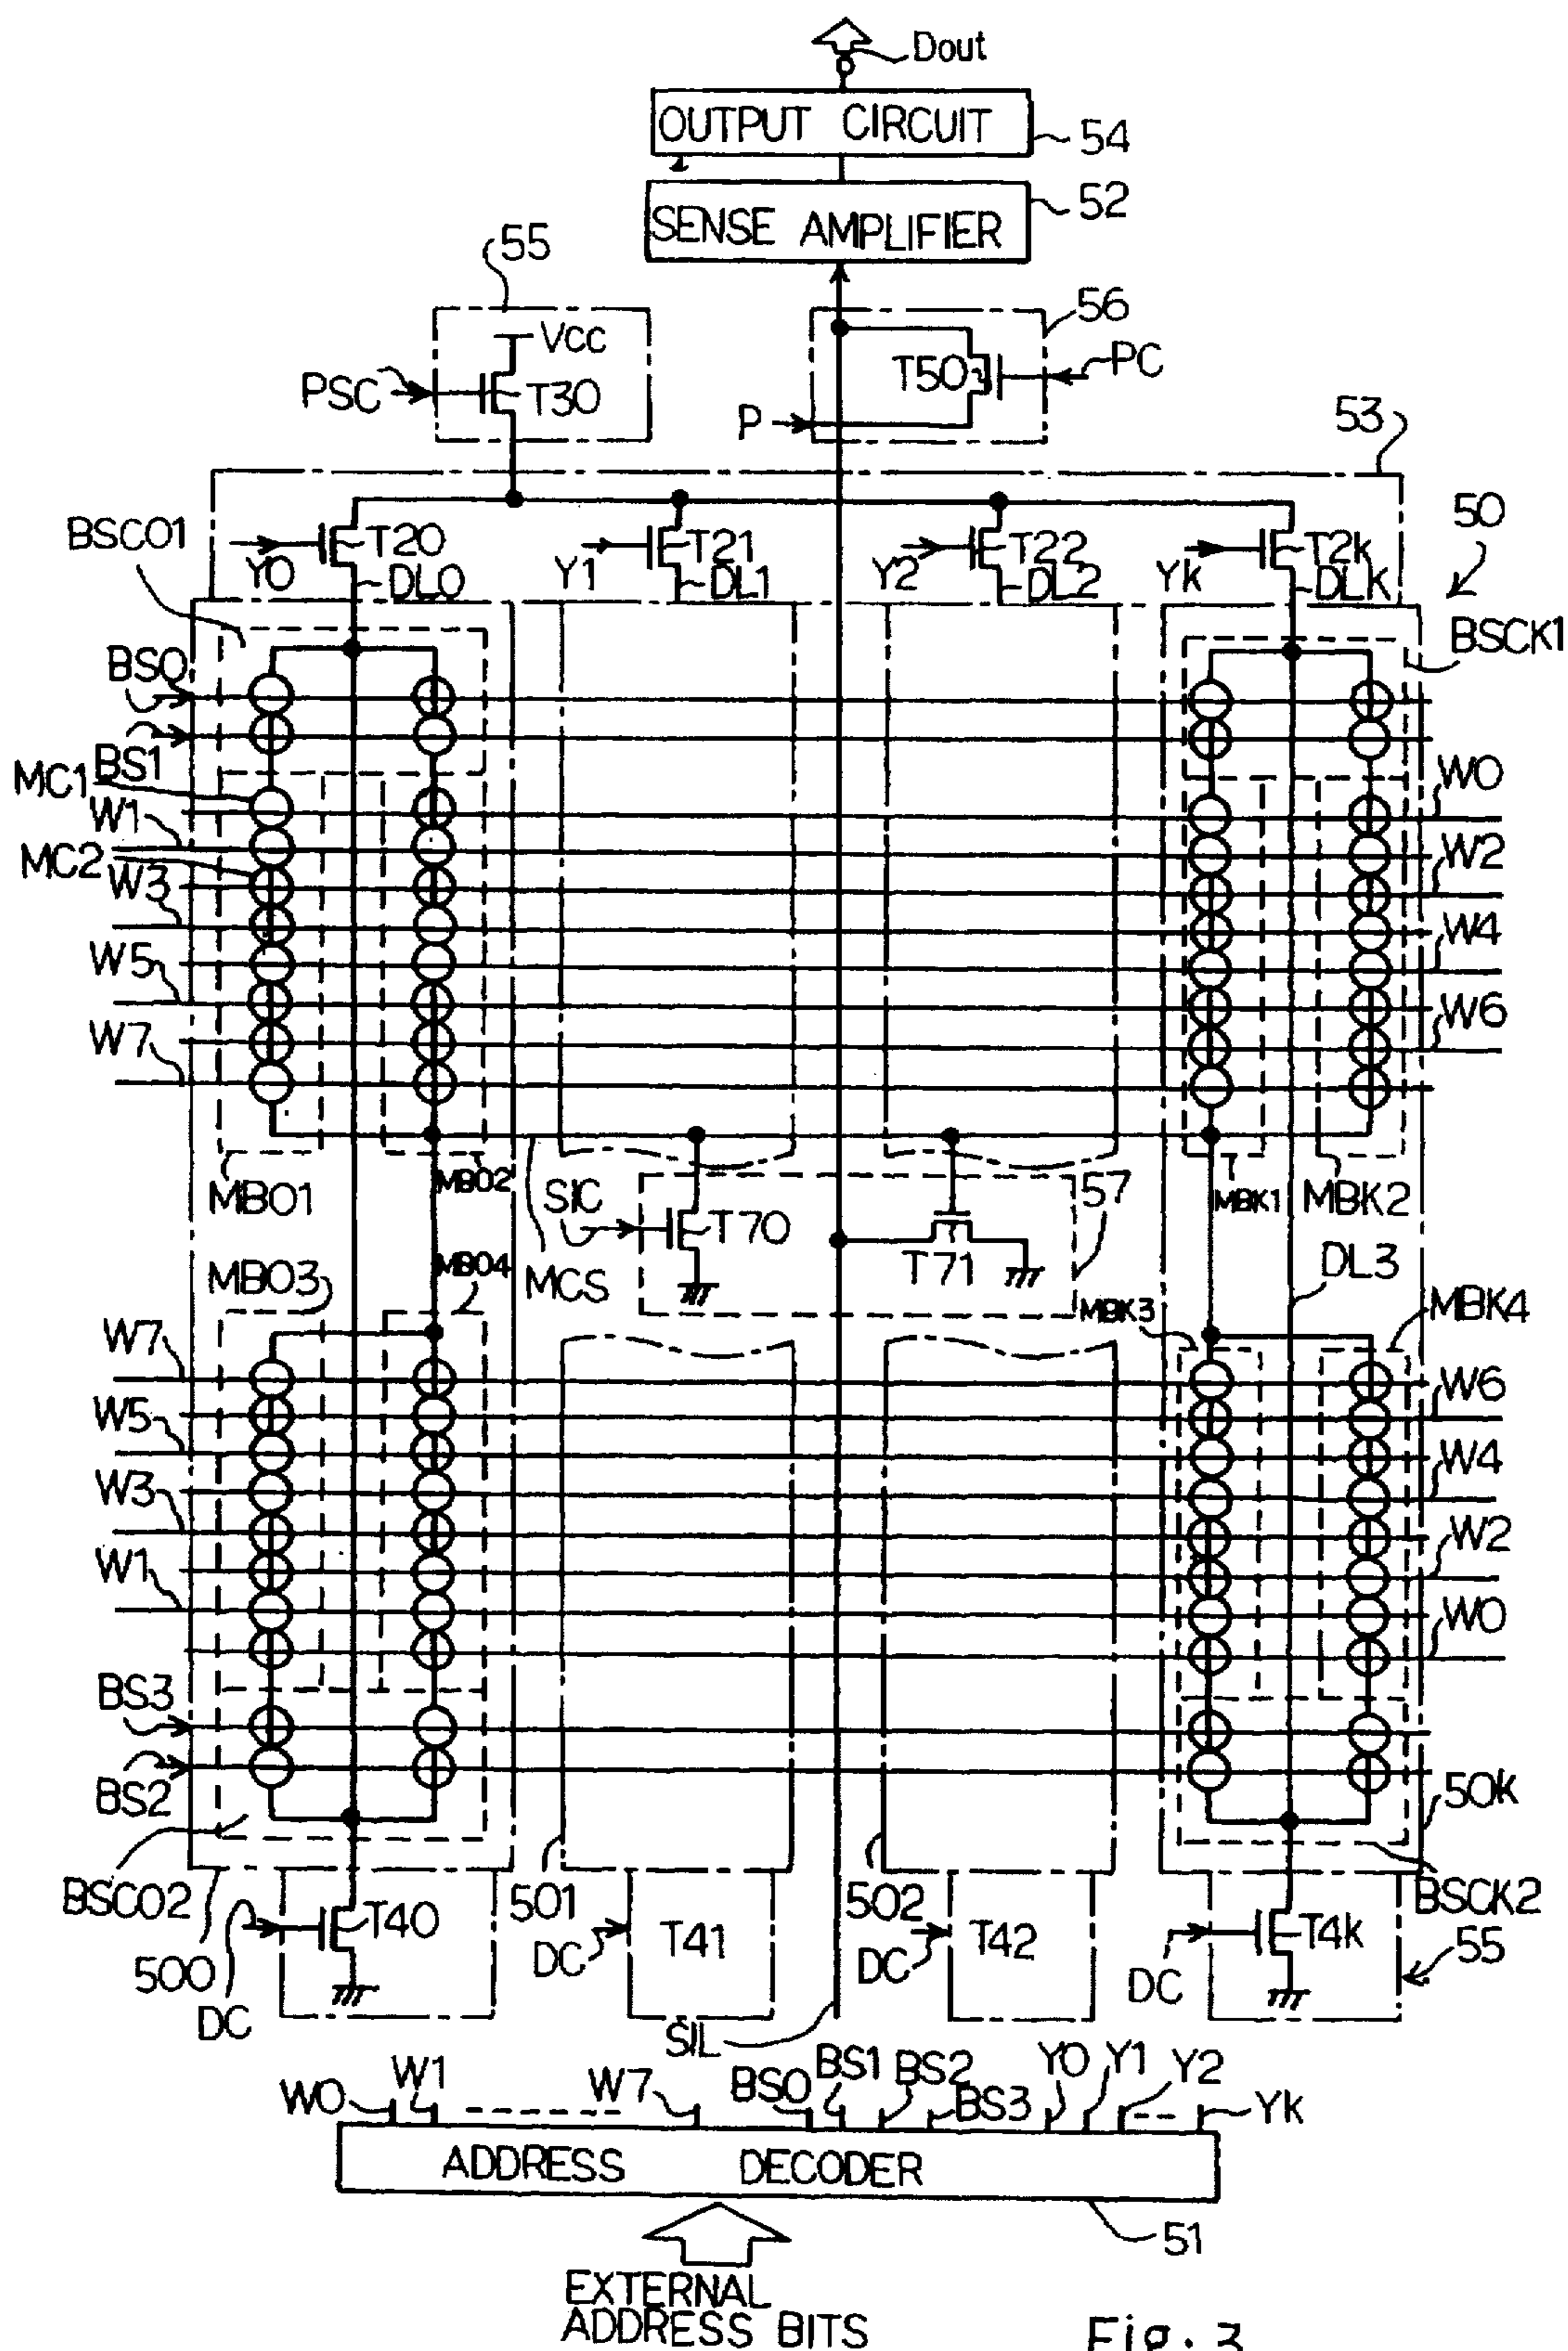 Dout
OUTPUT CIRCUIT
54
SENSE AMPLIFIER
52
55
56
Vcc
PSC
T30
T50
PC
P
53
50
BSC01
Y0
T20
DL0
Y1
T21
DL1
Y2
T22
DL2
Yk
T2k
DLK
BSCK1
BS0
BS1
MC1
W1
MC2
W3
W5
W7
W0
W2
W4
W6
MB01
MB02
SIC
T70
MCS
T71
57
MBK1
MBK2
DL3
MB03
MB04
MBK3
MBK4
W7
W5
W3
W1
W6
W4
W2
W0
BS3
BS2
BSC02
500
DC
T40
501
DC
T41
SIL
502
DC
T42
50k
BSCK2
DC
T4k
55
W0
W1
W7
BS0
BS1
BS2
BS3
Y0
Y1
Y2
Yk
ADDRESS DECODER
51
EXTERNAL
ADDRESS BITS
Fig. 3